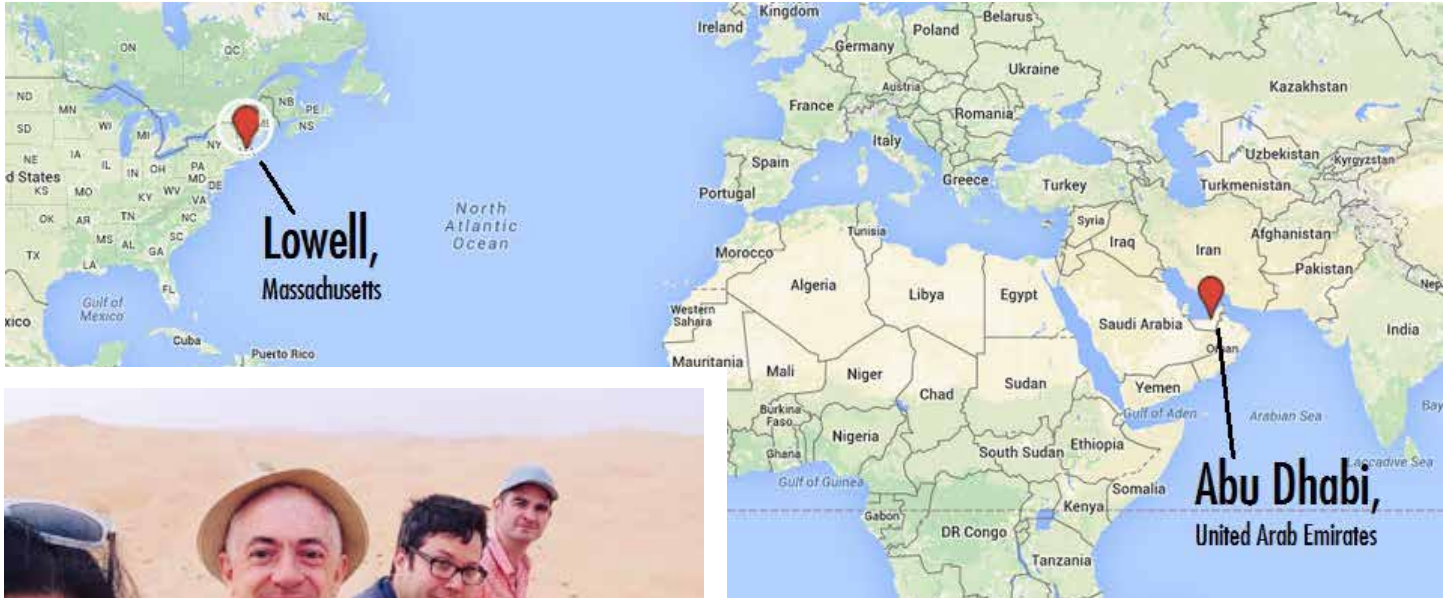 NL
ON
QC
ND
MN
NB
PE
NS
SD
WI
MI
NY
NE
IA
IL
IN
OH
PA
MD
DE
d States
KS
MO
KY
WV
VA
OK
AR
TN
NC
MS
AL
GA
SC
TX
LA
FL
Gulf of
Mexico
xico
Cuba
Puerto Rico
North
Atlantic
Ocean
Lowell,
Massachusetts
Ireland
Kingdom
Belarus
Poland
Germany
Ukraine
Kazakhstan
Austria
France
Romania
Italy
Uzbekistan
Kyrgyzstan
Spain
Portugal
Greece
Turkey
Turkmenistan
Syria
Tunisia
Iraq
Iran
Afghanistan
Morocco
Pakistan
Algeria
Libya
Egypt
Nep
Western
Sahara
Saudi Arabia
India
Oman
Mauritania
Mali
Niger
Chad
Sudan
Yemen
Gulf of Aden
Arabian Sea
Bay
Burkina
Faso
Nigeria
Ghana
South Sudan
Ethiopia
Laccadive Sea
Gulf of Guinea
Somalia
Gabon
Kenya
DR Congo
Tanzania
Abu Dhabi,
United Arab Emirates